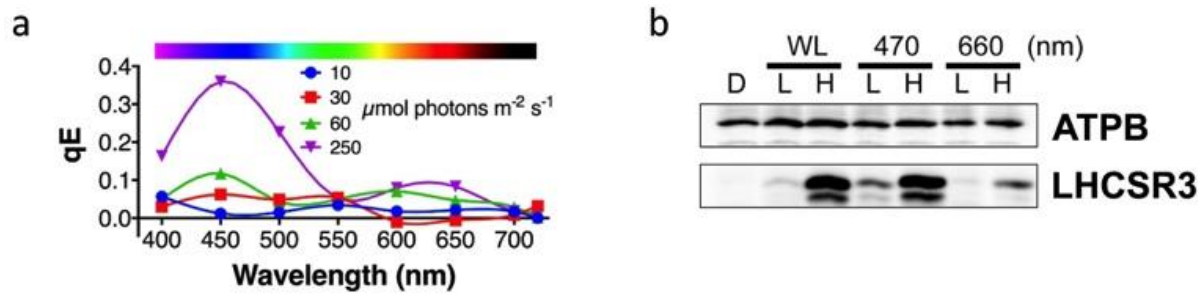 a
qE
0.4
0.3
0.2
0.1
0.0
10
30
60
250
μmol photons m⁻² s⁻¹
400 450 500 550 600 650 700
Wavelength (nm)
b
WL 470 660 (nm)
D L H L H L H
ATPB
LHCSR3